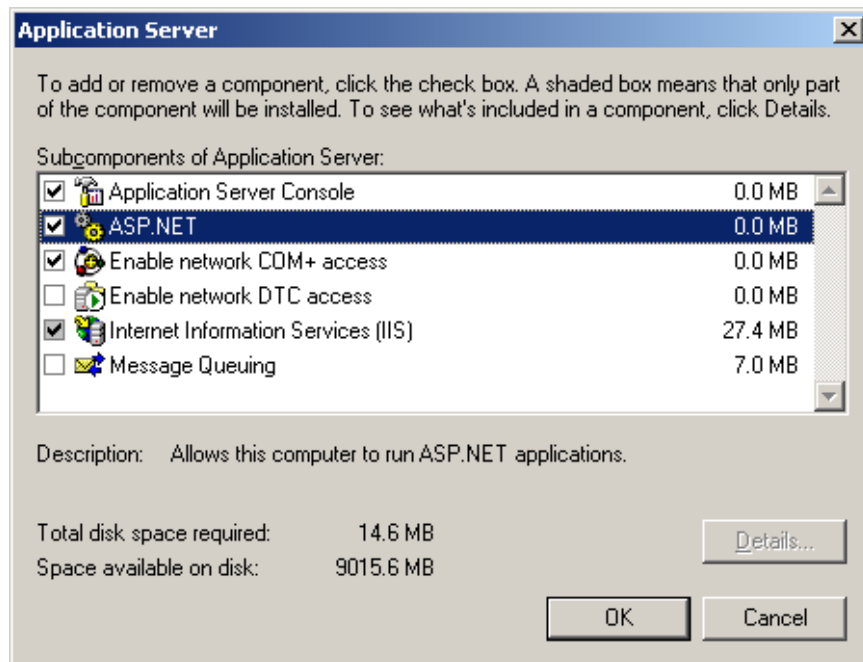 Application Server
To add or remove a component, click the check box. A shaded box means that only part
of the component will be installed. To see what's included in a component, click Details.
Subcomponents of Application Server:
Application Server Console 0.0 MB
ASP.NET 0.0 MB
Enable network COM+ access 0.0 MB
Enable network DTC access 0.0 MB
Internet Information Services (IIS) 27.4 MB
Message Queuing 7.0 MB
Description: Allows this computer to run ASP.NET applications.
Total disk space required: 14.6 MB
Details...
Space available on disk: 9015.6 MB
OK Cancel